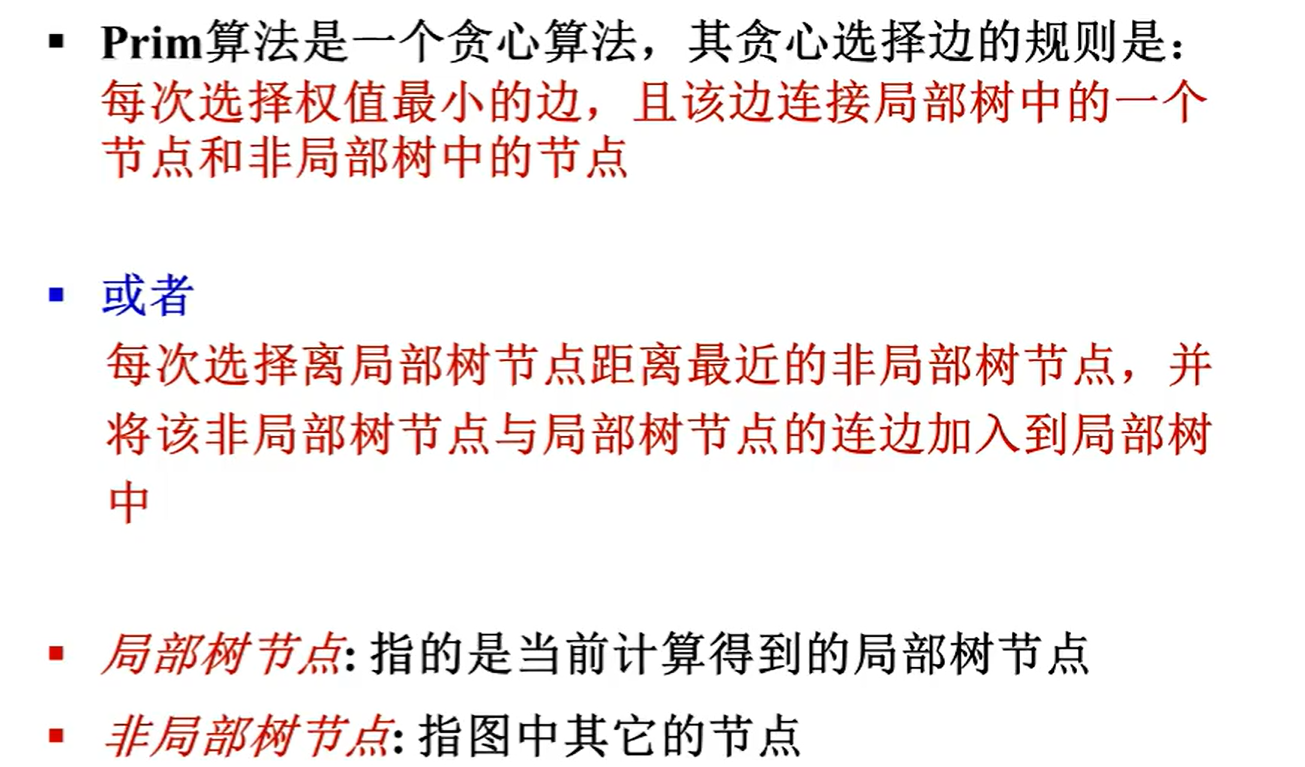 ▪ Prim算法是一个贪心算法，其贪心选择边的规则是：
每次选择权值最小的边，且该边连接局部树中的一个
节点和非局部树中的节点
▪ 或者
每次选择离局部树节点距离最近的非局部树节点，并
将该非局部树节点与局部树节点的连边加入到局部树
中
▪ 局部树节点: 指的是当前计算得到的局部树节点
▪ 非局部树节点: 指图中其它的节点